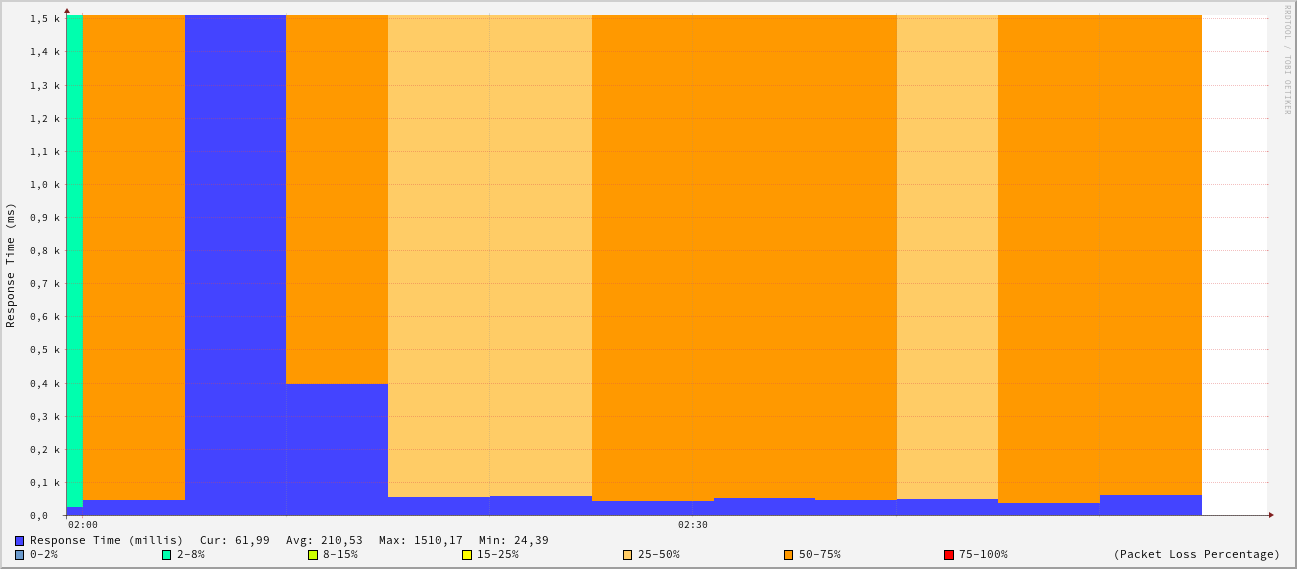 RRDTOOL / TOBI OETIKER
Response Time (ms)
1,5 k
1,4 k
1,3 k
1,2 k
1,1 k
1,0 k
0,9 k
0,8 k
0,7 k
0,6 k
0,5 k
0,4 k
0,3 k
0,2 k
0,1 k
0,0
02:00 02:30
Response Time (millis) Cur: 61,99 Avg: 210,53 Max: 1510,17 Min: 24,39
0-2% 2-8% 8-15% 15-25% 25-50% 50-75% 75-100% (Packet Loss Percentage)